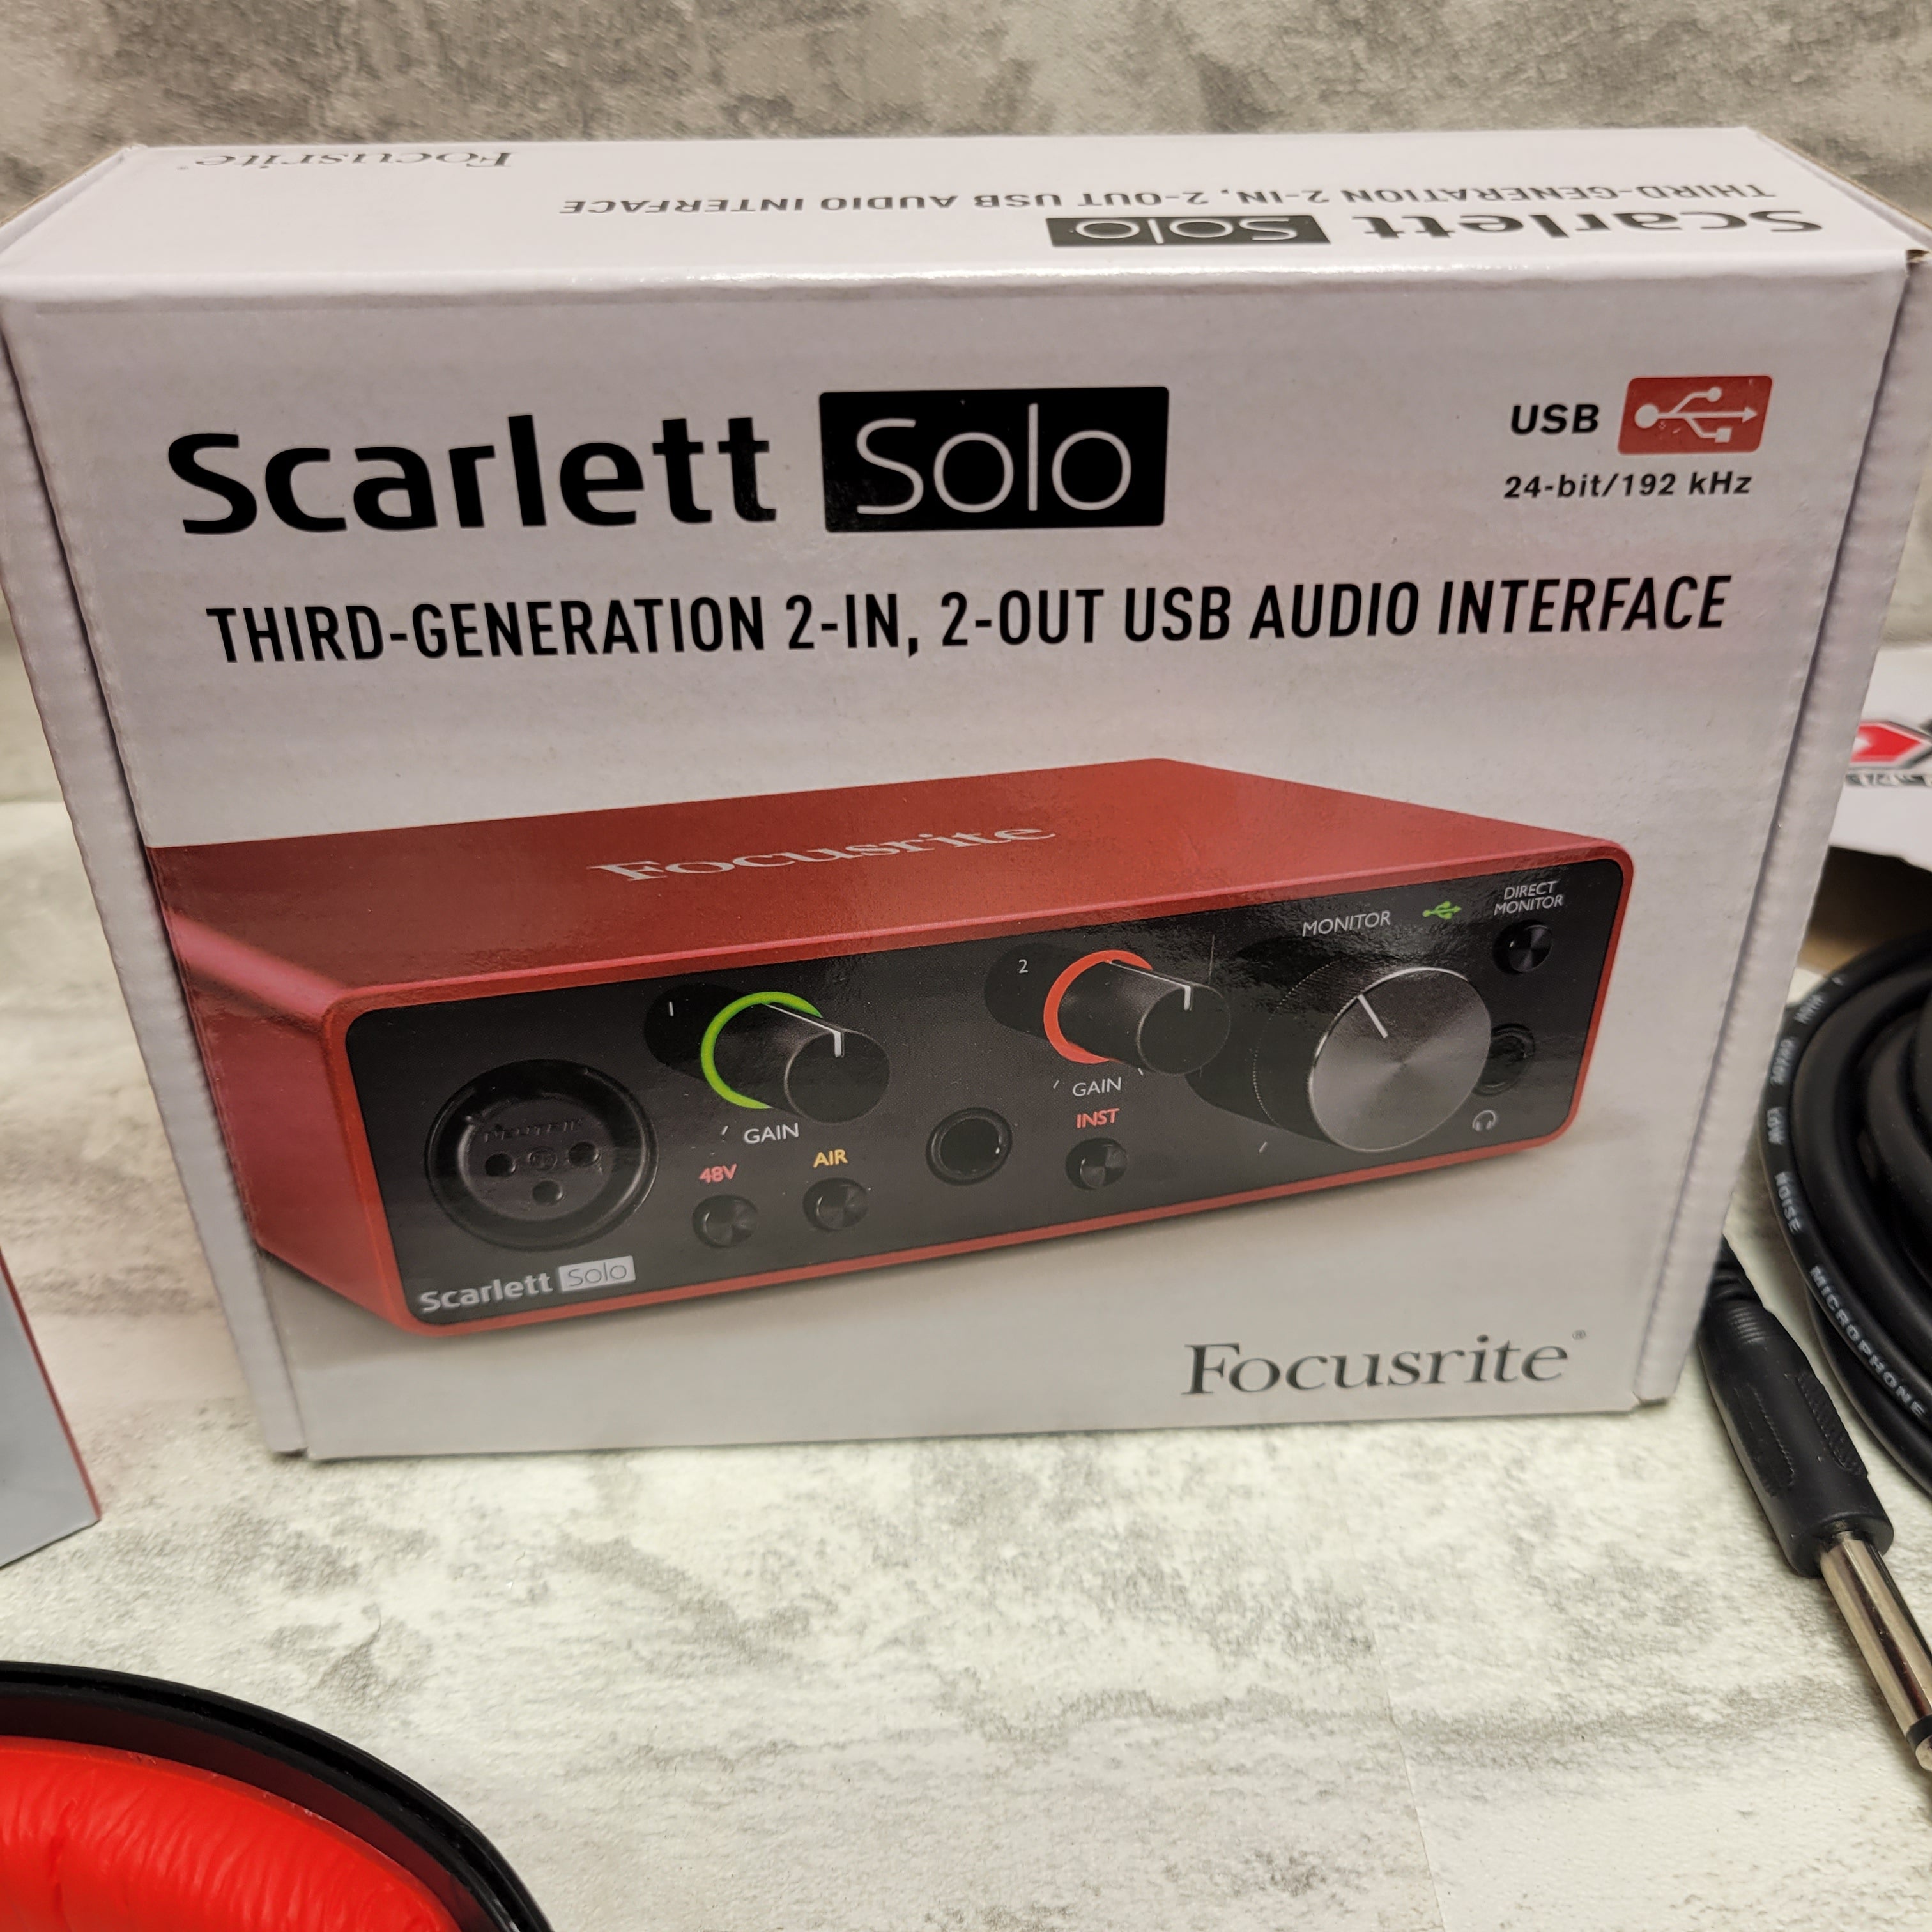 Focusrite
THIRD-GENERATION 2-IN, 2-OUT USB AUDIO INTERFACE
Scarlett Solo
Scarlett Solo
USB
24-bit/192 kHz
THIRD-GENERATION 2-IN, 2-OUT USB AUDIO INTERFACE
Focusrite
DIRECT
MONITOR
MONITOR
2
1
GAIN
GAIN
INST
48V
AIR
NEUTRIK
Scarlett Solo
Focusrite®
NOISE MICROPHONE